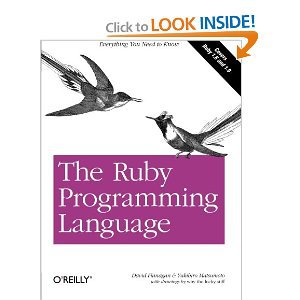 Click to LOOK INSIDE!
Everything You Need to Know
Covers
Ruby 1.8 and 1.9
The Ruby
Programming
Language
O'REILLY®
David Flanagan & Yukihiro Matsumoto
with drawings by why the lucky stiff